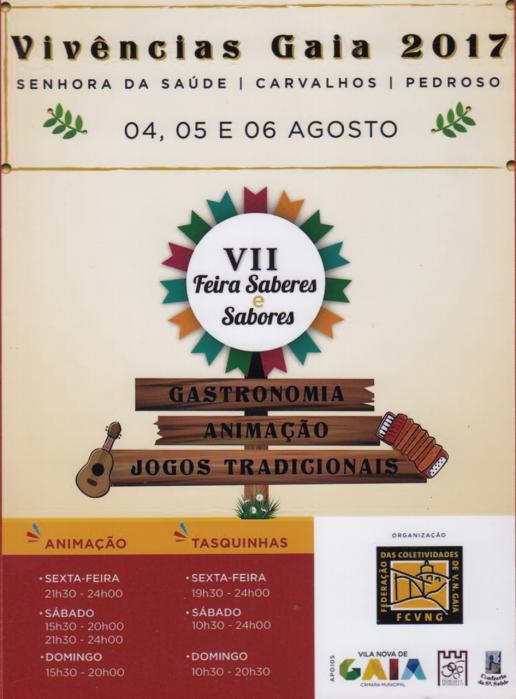 Vivências Gaia 2017
SENHORA DA SAÚDE | CARVALHOS | PEDROSO
04, 05 E 06 AGOSTO
VII
Feira Saberes
e
Sabores
GASTRONOMIA
ANIMAÇÃO
JOGOS TRADICIONAIS
ANIMAÇÃO
• SEXTA-FEIRA
21h30 - 24h00
• SÁBADO
15h30 - 20h00
21h30 - 24h00
• DOMINGO
15h30 - 20h00
TASQUINHAS
• SEXTA-FEIRA
19h30 - 24h00
• SÁBADO
10h30 - 24h00
• DOMINGO
10h30 - 20h30
ORGANIZAÇÃO
FEDERAÇÃO
DAS COLETIVIDADES
DE V. N. GAIA
FCVNG
APOIOS
VILA NOVA DE
GAIA
CÂMARA MUNICIPAL
Confraria
da Sª. Saúde